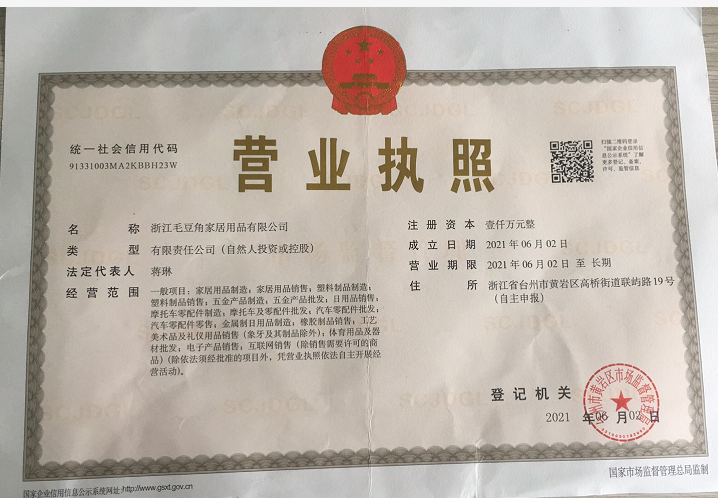 统一社会信用代码
91331003MA2KBBH23W
营业执照
扫描二维码登录
“国家企业信用信
息公示系统”了解
更多登记、备案、
许可、监管信息
名 称 浙江毛豆角家居用品有限公司
类 型 有限责任公司（自然人投资或控股）
法定代表人 蒋琳
经营范围 一般项目：家居用品制造；家居用品销售；塑料制品制造；
塑料制品销售；五金产品制造；五金产品批发；日用品销售；
摩托车零配件制造；摩托车及零配件批发；汽车零配件批发；
汽车零配件零售；金属制日用品制造；橡胶制品销售；工艺
美术品及礼仪用品销售（象牙及其制品除外）；体育用品及器
材批发；电子产品销售；互联网销售（除销售需要许可的商
品）（除依法须经批准的项目外，凭营业执照依法自主开展经
营活动）。
注册资本 壹仟万元整
成立日期 2021年06月02日
营业期限 2021年06月02日 至 长期
住 所 浙江省台州市黄岩区高桥街道联屿路19号
（自主申报）
登记机关
台州市黄岩区市场监督管理局
2021 年 06 月 02 日
国家企业信用信息公示系统网址:http://www.gsxt.gov.cn
国家市场监督管理总局监制
SCJDGL